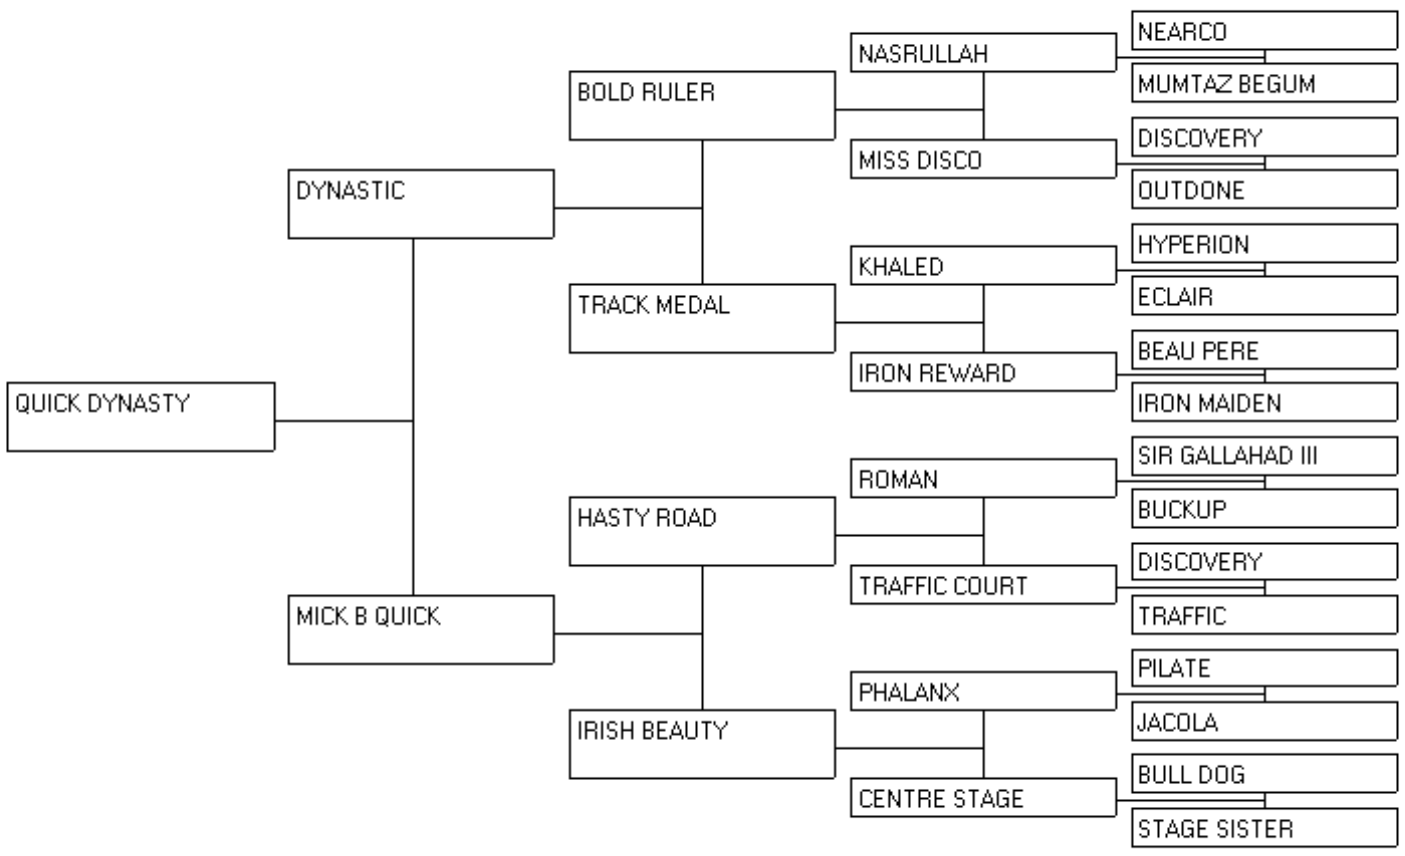 NEARCO
NASRULLAH
MUMTAZ BEGUM
BOLD RULER
DISCOVERY
MISS DISCO
OUTDONE
DYNASTIC
HYPERION
KHALED
ECLAIR
TRACK MEDAL
BEAU PERE
IRON REWARD
IRON MAIDEN
QUICK DYNASTY
SIR GALLAHAD III
ROMAN
BUCKUP
HASTY ROAD
DISCOVERY
TRAFFIC COURT
TRAFFIC
MICK B QUICK
PILATE
PHALANX
JACOLA
IRISH BEAUTY
BULL DOG
CENTRE STAGE
STAGE SISTER